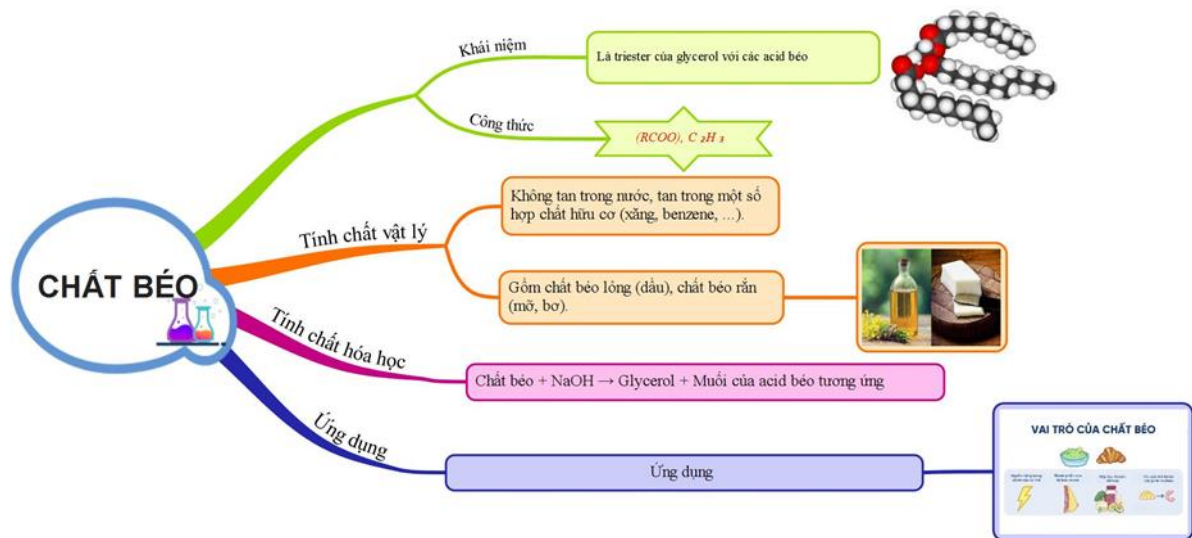 CHẤT BÉO
Khái niệm
Là triester của glycerol với các acid béo
Công thức
(RCOO), C ₂H ₃
Tính chất vật lý
Không tan trong nước, tan trong một số
hợp chất hữu cơ (xăng, benzene, ...).
Gồm chất béo lỏng (dầu), chất béo rắn
(mỡ, bơ).
Tính chất hóa học
Chất béo + NaOH → Glycerol + Muối của acid béo tương ứng
Ứng dụng
Ứng dụng
VAI TRÒ CỦA CHẤT BÉO